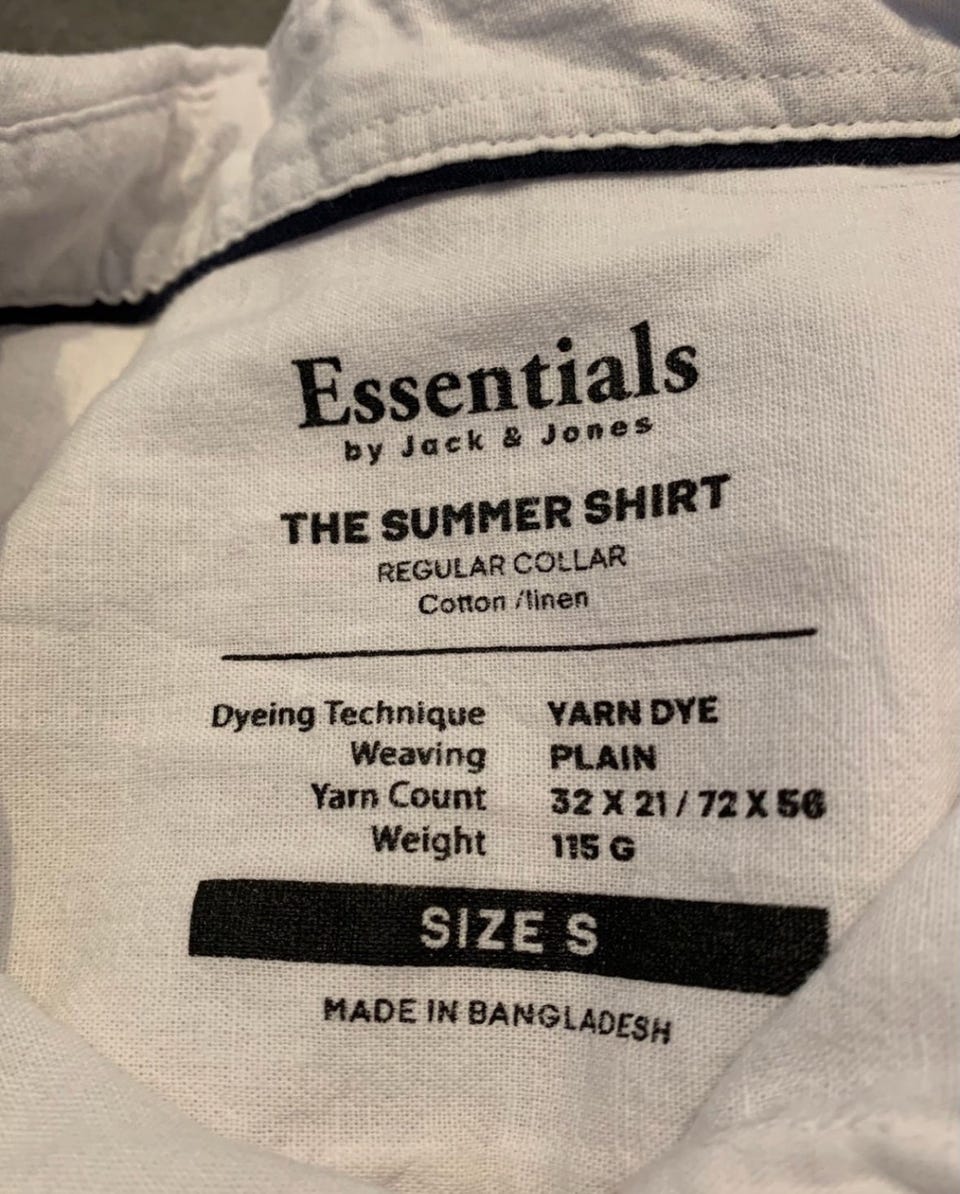 Essentials
by Jack & Jones
THE SUMMER SHIRT
REGULAR COLLAR
Cotton /linen
Dyeing Technique YARN DYE
Weaving PLAIN
Yarn Count 32 X 21 / 72 X 56
Weight 115 G
SIZE S
MADE IN BANGLADESH